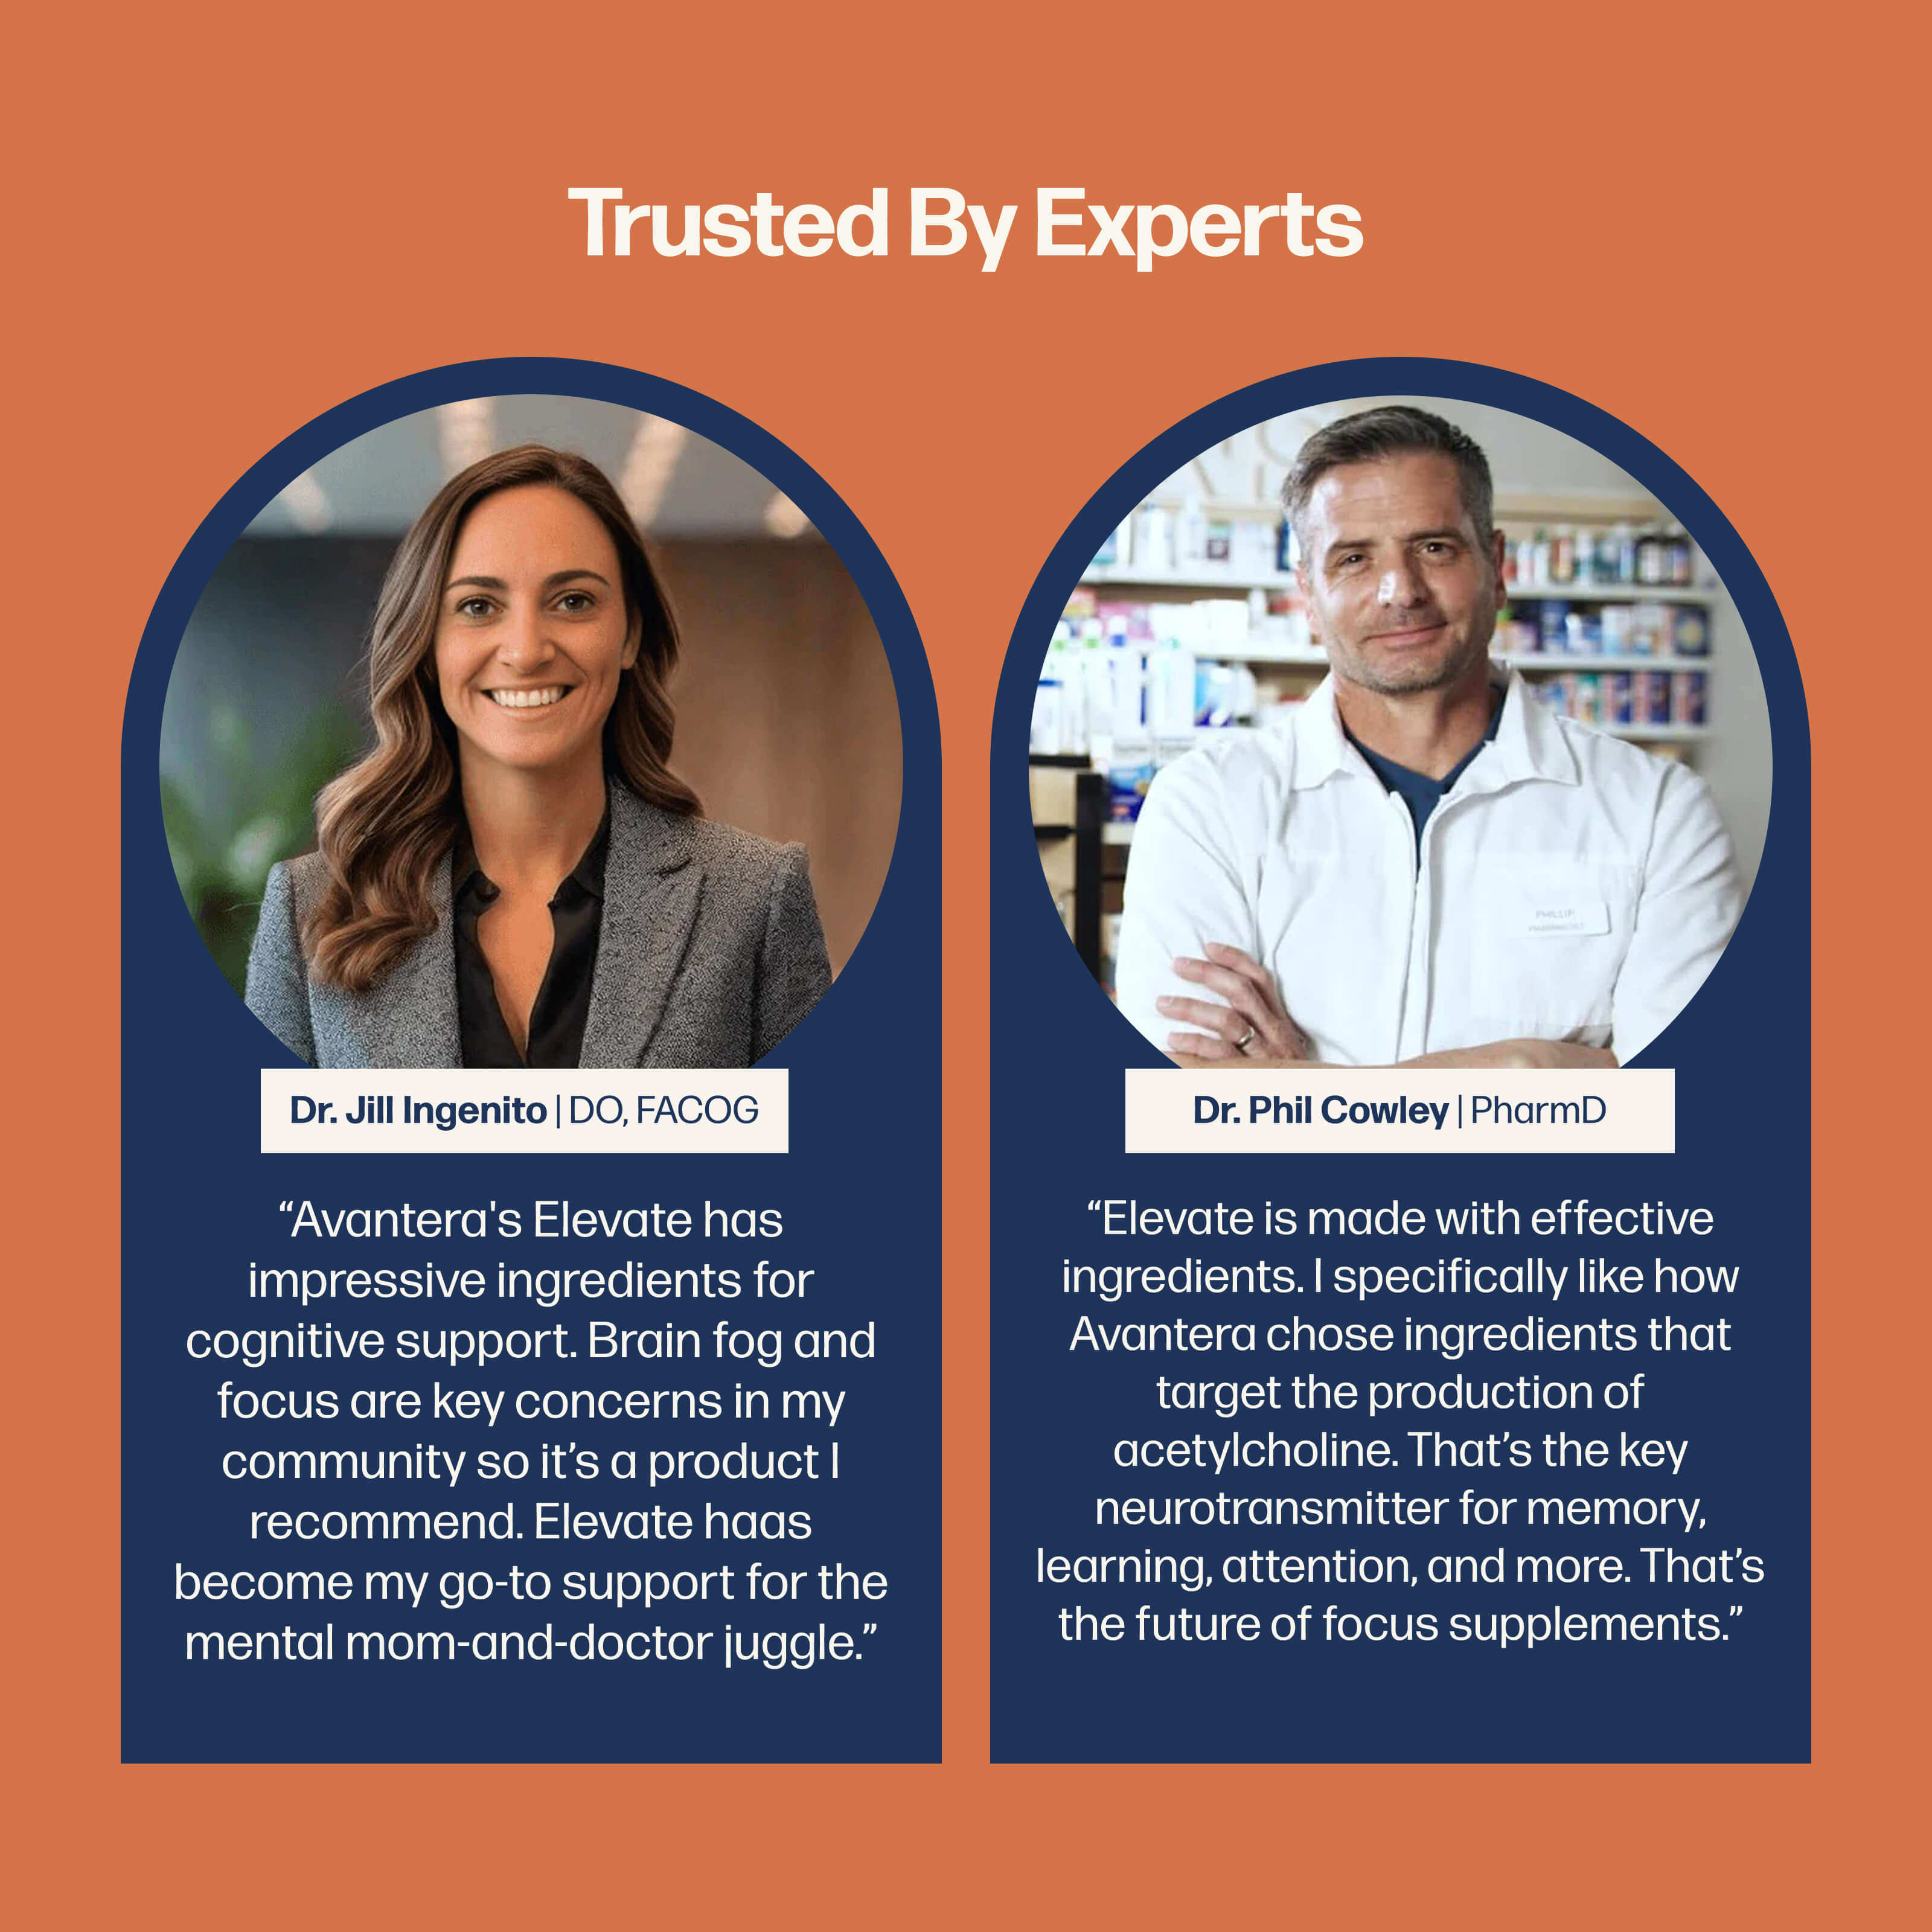 Trusted By Experts
Dr. Jill Ingenito | DO, FACOG
“Avantera's Elevate has
impressive ingredients for
cognitive support. Brain fog and
focus are key concerns in my
community so it’s a product I
recommend. Elevate haas
become my go-to support for the
mental mom-and-doctor juggle.”
PHILLIP
PHARMACIST
Dr. Phil Cowley | PharmD
“Elevate is made with effective
ingredients. I specifically like how
Avantera chose ingredients that
target the production of
acetylcholine. That’s the key
neurotransmitter for memory,
learning, attention, and more. That’s
the future of focus supplements.”